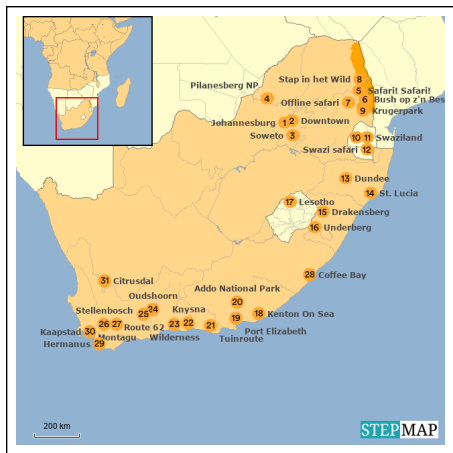 8
Stap in het Wild
5
Safari! Safari!
Pilanesberg NP
4
6
Bush op z'n Bes
Offline safari
7
9
Krugerpark
Johannesburg
1
2
Downtown
Soweto
3
10
11
Swaziland
Swazi safari
12
13
Dundee
14
St. Lucia
17
Lesotho
15
Drakensberg
16
Underberg
28
Coffee Bay
31
Citrusdal
Addo National Park
Oudshoorn
20
Stellenbosch
25
24
Knysna
18
Kenton On Sea
19
Kaapstad
30
26
27
Route 62
23
22
21
Port Elizabeth
Montagu
Wilderness
Tuinroute
Hermanus
29
200 km
STEPMAP